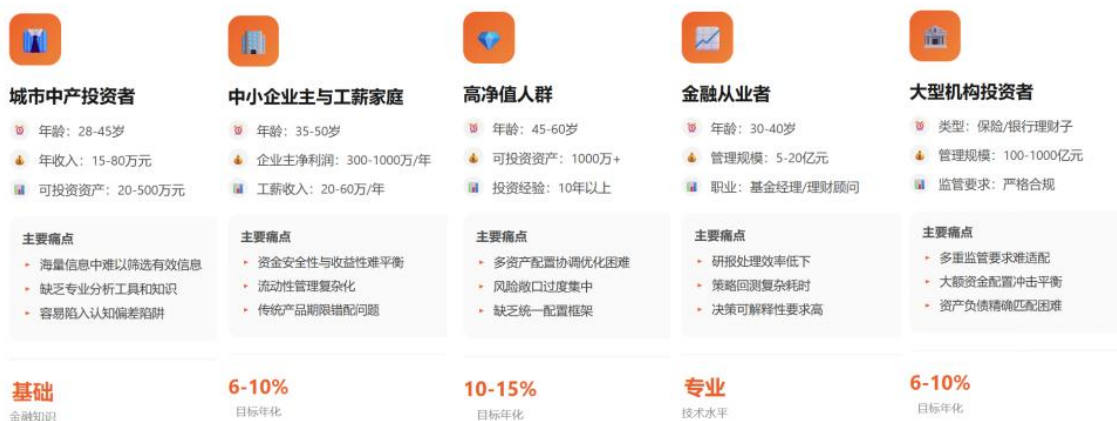 城市中产投资者
年龄：28-45岁
年收入：15-80万元
可投资资产：20-500万元
主要痛点
海量信息中难以筛选有效信息
缺乏专业分析工具和知识
容易陷入认知偏差陷阱
基础
金融知识
中小企业主与工薪家庭
年龄：35-50岁
企业主净利润：300-1000万/年
工薪收入：20-60万/年
主要痛点
资金安全性与收益性难平衡
流动性管理复杂化
传统产品期限错配问题
6-10%
目标年化
高净值人群
年龄：45-60岁
可投资资产：1000万+
投资经验：10年以上
主要痛点
多资产配置协调优化困难
风险敞口过度集中
缺乏统一配置框架
10-15%
目标年化
金融从业者
年龄：30-40岁
管理规模：5-20亿元
职业：基金经理/理财顾问
主要痛点
研报处理效率低下
策略回测复杂耗时
决策可解释性要求高
专业
技术水平
大型机构投资者
类型：保险/银行理财子
管理规模：100-1000亿元
监管要求：严格合规
主要痛点
多重监管要求难适配
大额资金配置冲击平衡
资产负债精确匹配困难
6-10%
目标年化